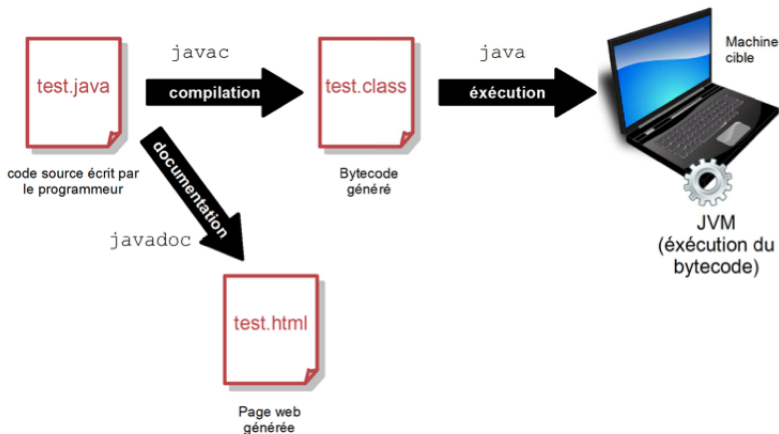 javac
java
Machine
cible
test.java
compilation
test.class
éxécution
code source écrit par
le programmeur
Bytecode
généré
documentation
javadoc
JVM
(éxécution du
bytecode)
test.html
Page web
générée